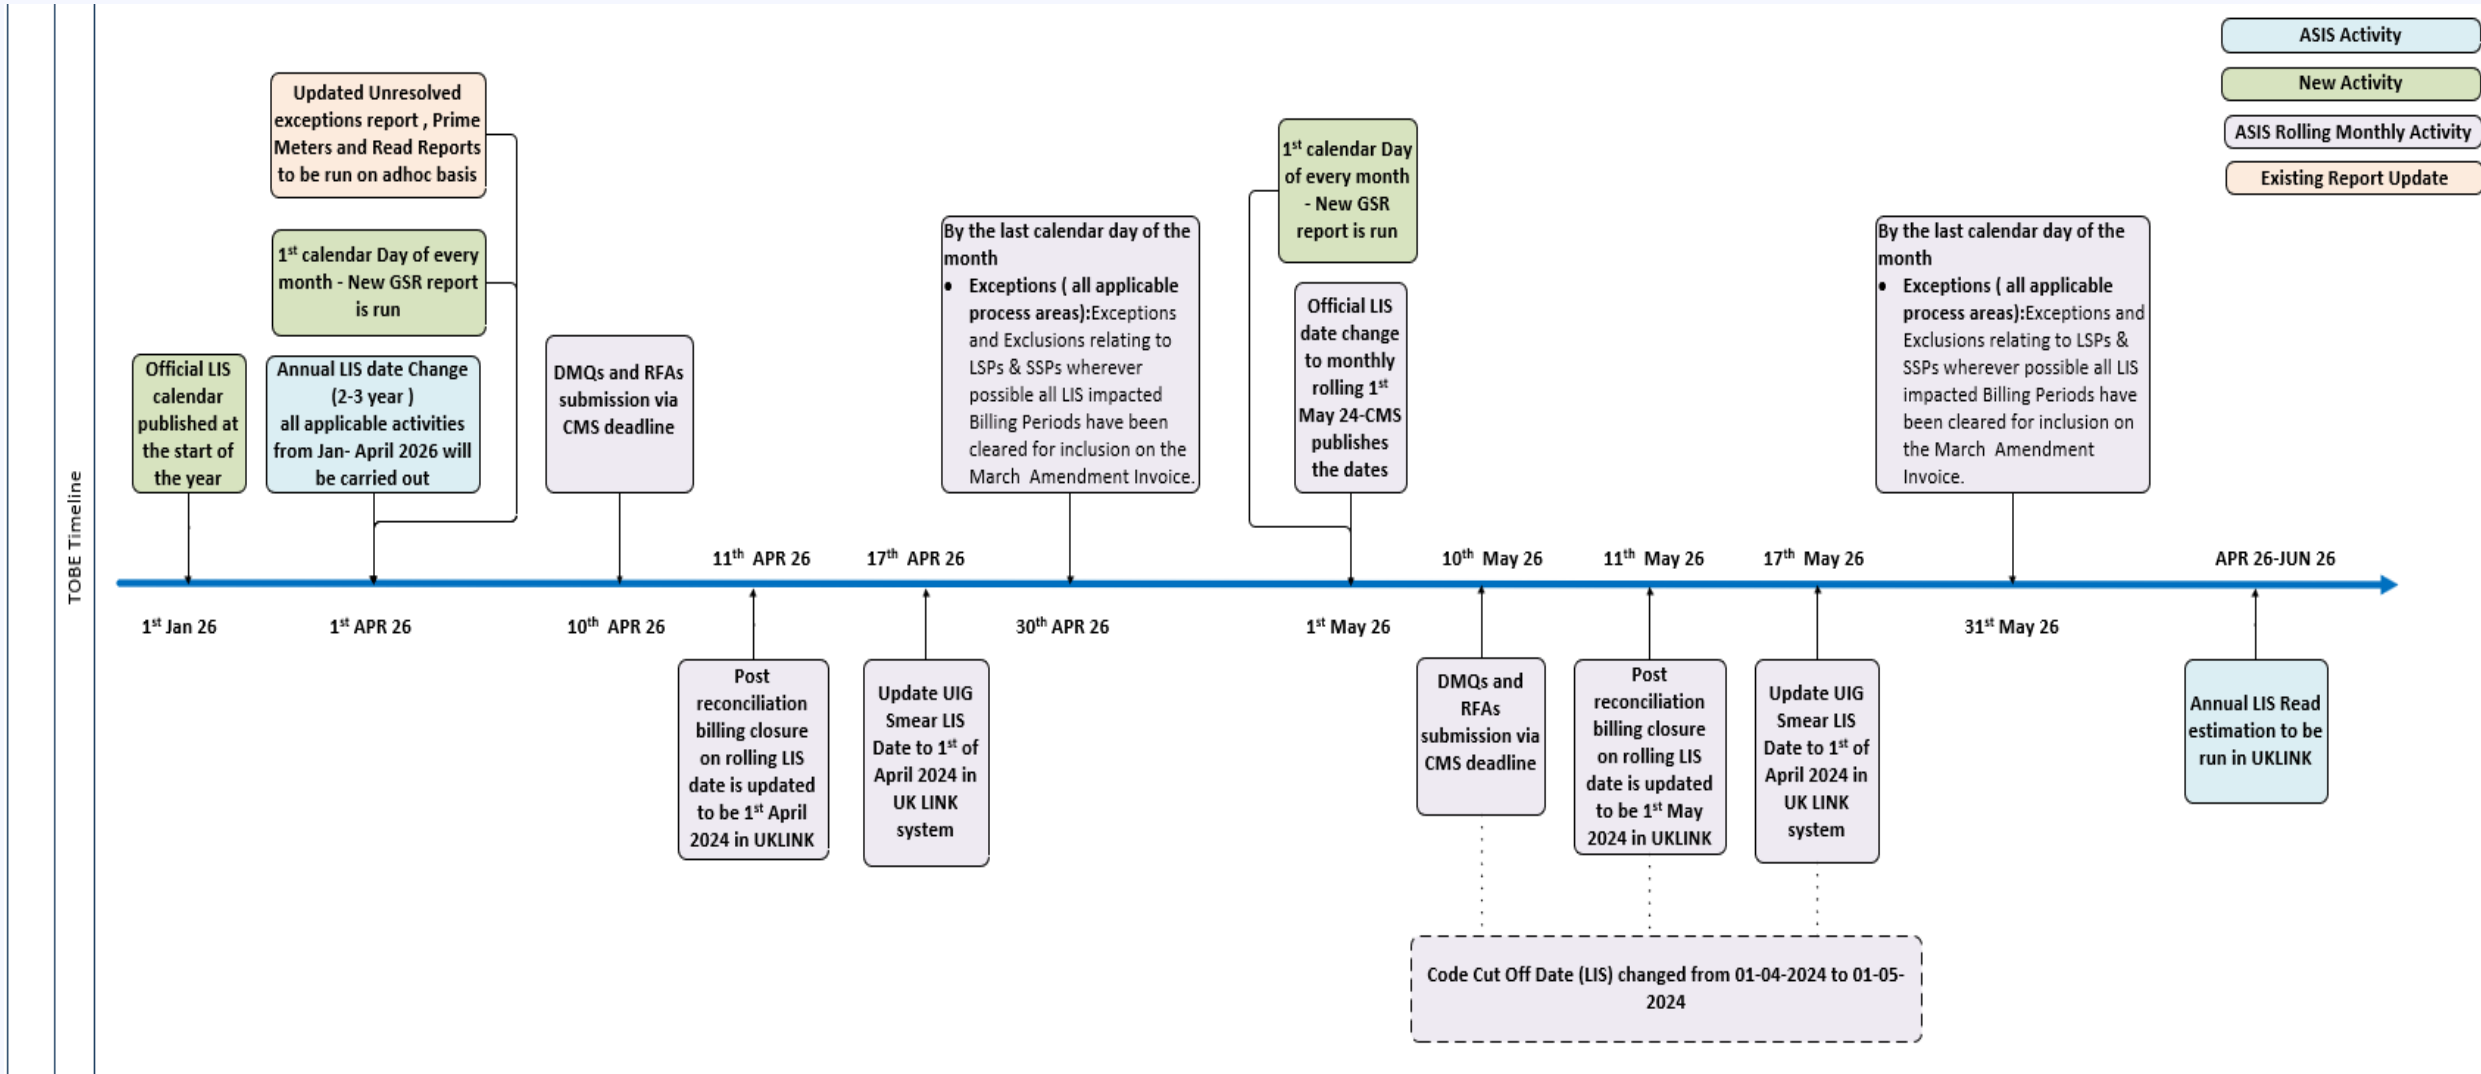 ASIS Activity
New Activity
ASIS Rolling Monthly Activity
Existing Report Update
TOBE Timeline
Updated Unresolved
exceptions report , Prime
Meters and Read Reports
to be run on adhoc basis
1st calendar Day of every
month - New GSR report
is run
Official LIS
calendar
published at
the start of
the year
Annual LIS date Change
(2-3 year )
all applicable activities
from Jan- April 2026 will
be carried out
DMQs and RFAs
submission via
CMS deadline
By the last calendar day of the
month
• Exceptions ( all applicable
process areas):Exceptions
and Exclusions relating to
LSPs & SSPs wherever
possible all LIS impacted
Billing Periods have been
cleared for inclusion on the
March  Amendment Invoice.
1st calendar Day
of every month
- New GSR
report is run
Official LIS
date change
to monthly
rolling 1st
May 24-CMS
publishes
the dates
By the last calendar day of the
month
• Exceptions ( all applicable
process areas):Exceptions and
Exclusions relating to LSPs &
SSPs wherever possible all LIS
impacted Billing Periods have
been cleared for inclusion on
the March  Amendment
Invoice.
11th APR 26
17th APR 26
10th May 26
11th May 26
17th May 26
APR 26-JUN 26
1st Jan 26
1st APR 26
10th APR 26
30th APR 26
1st May 26
31st May 26
Post
reconciliation
billing closure
on rolling LIS
date is updated
to be 1st April
2024 in UKLINK
Update UIG
Smear LIS
Date to 1st of
April 2024 in
UK LINK
system
DMQs and
RFAs
submission via
CMS deadline
Post
reconciliation
billing closure
on rolling LIS
date is updated
to be 1st May
2024 in UKLINK
Update UIG
Smear LIS
Date to 1st of
April 2024 in
UK LINK
system
Annual LIS Read
estimation to be
run in UKLINK
Code Cut Off Date (LIS) changed from 01-04-2024 to 01-05-
2024